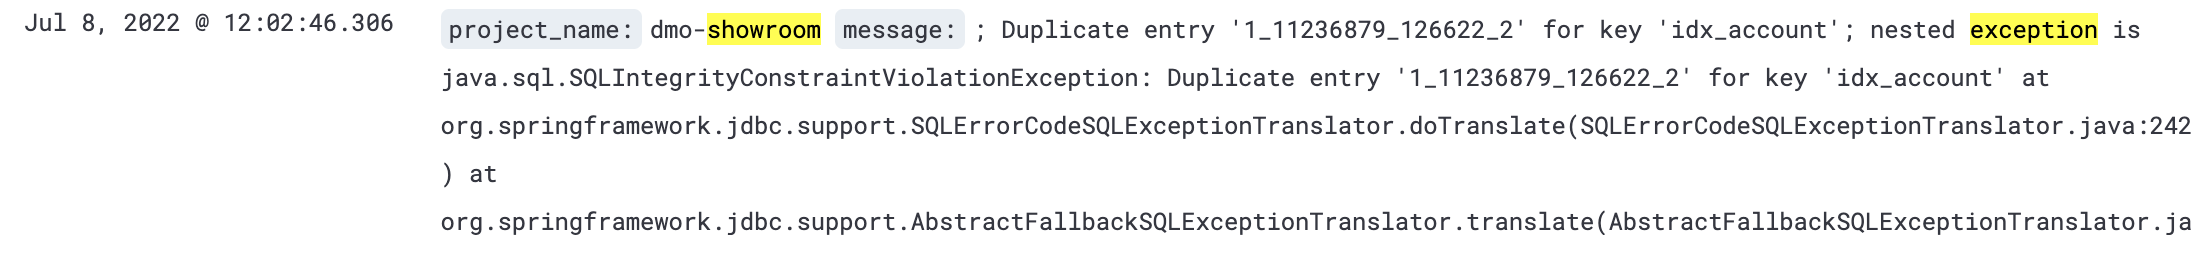 Jul 8, 2022 @ 12:02:46.306 project_name: dmo-showroom message: ; Duplicate entry '1_11236879_126622_2' for key 'idx_account'; nested exception is
java.sql.SQLIntegrityConstraintViolationException: Duplicate entry '1_11236879_126622_2' for key 'idx_account' at
org.springframework.jdbc.support.SQLErrorCodeSQLExceptionTranslator.doTranslate(SQLErrorCodeSQLExceptionTranslator.java:242
) at
org.springframework.jdbc.support.AbstractFallbackSQLExceptionTranslator.translate(AbstractFallbackSQLExceptionTranslator.ja